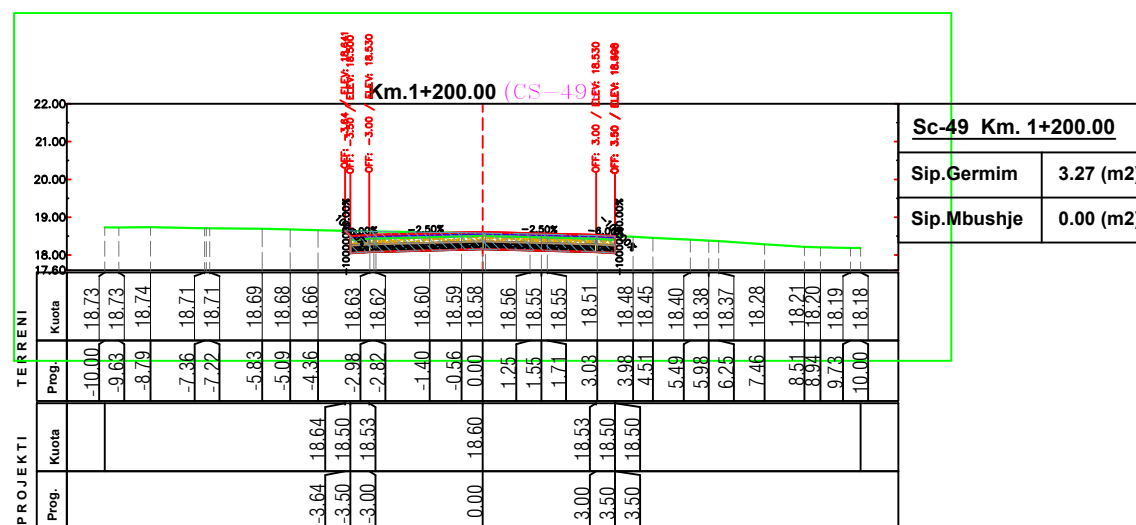 OFF: -3.64 / ELEV: 18.641
OFF: -3.50 / ELEV: 18.500
OFF: -3.00 / ELEV: 18.530
OFF: 3.00 / ELEV: 18.530
OFF: 3.50 /
Km.1+200.00 (CS-49)
22.00
21.00
20.00
19.00
18.00
17.60
-2.50% -2.50%
Sc-49 Km. 1+200.00
Sip.Germim 3.27 (m2)
Sip.Mbushje 0.00 (m2)
TERRENI
Kuota 18.73 18.73 18.74 18.71 18.71 18.69 18.68 18.66 18.63 18.62 18.60 18.59 18.58 18.56 18.55 18.55 18.51 18.48 18.45 18.40 18.38 18.37 18.28 18.21 18.20 18.19 18.18
Prog. -10.00 -9.63 -8.79 -7.36 -7.22 -5.83 -5.09 -4.36 -2.98 -2.82 -1.40 -0.56 0.00 1.25 1.55 1.71 3.03 3.98 4.51 5.49 5.98 6.25 7.46 8.51 8.94 9.73 10.00
PROJEKTI
Kuota 18.64 18.50 18.53 18.60 18.53 18.50 18.50
Prog. -3.64 -3.50 -3.00 0.00 3.00 3.50 3.50